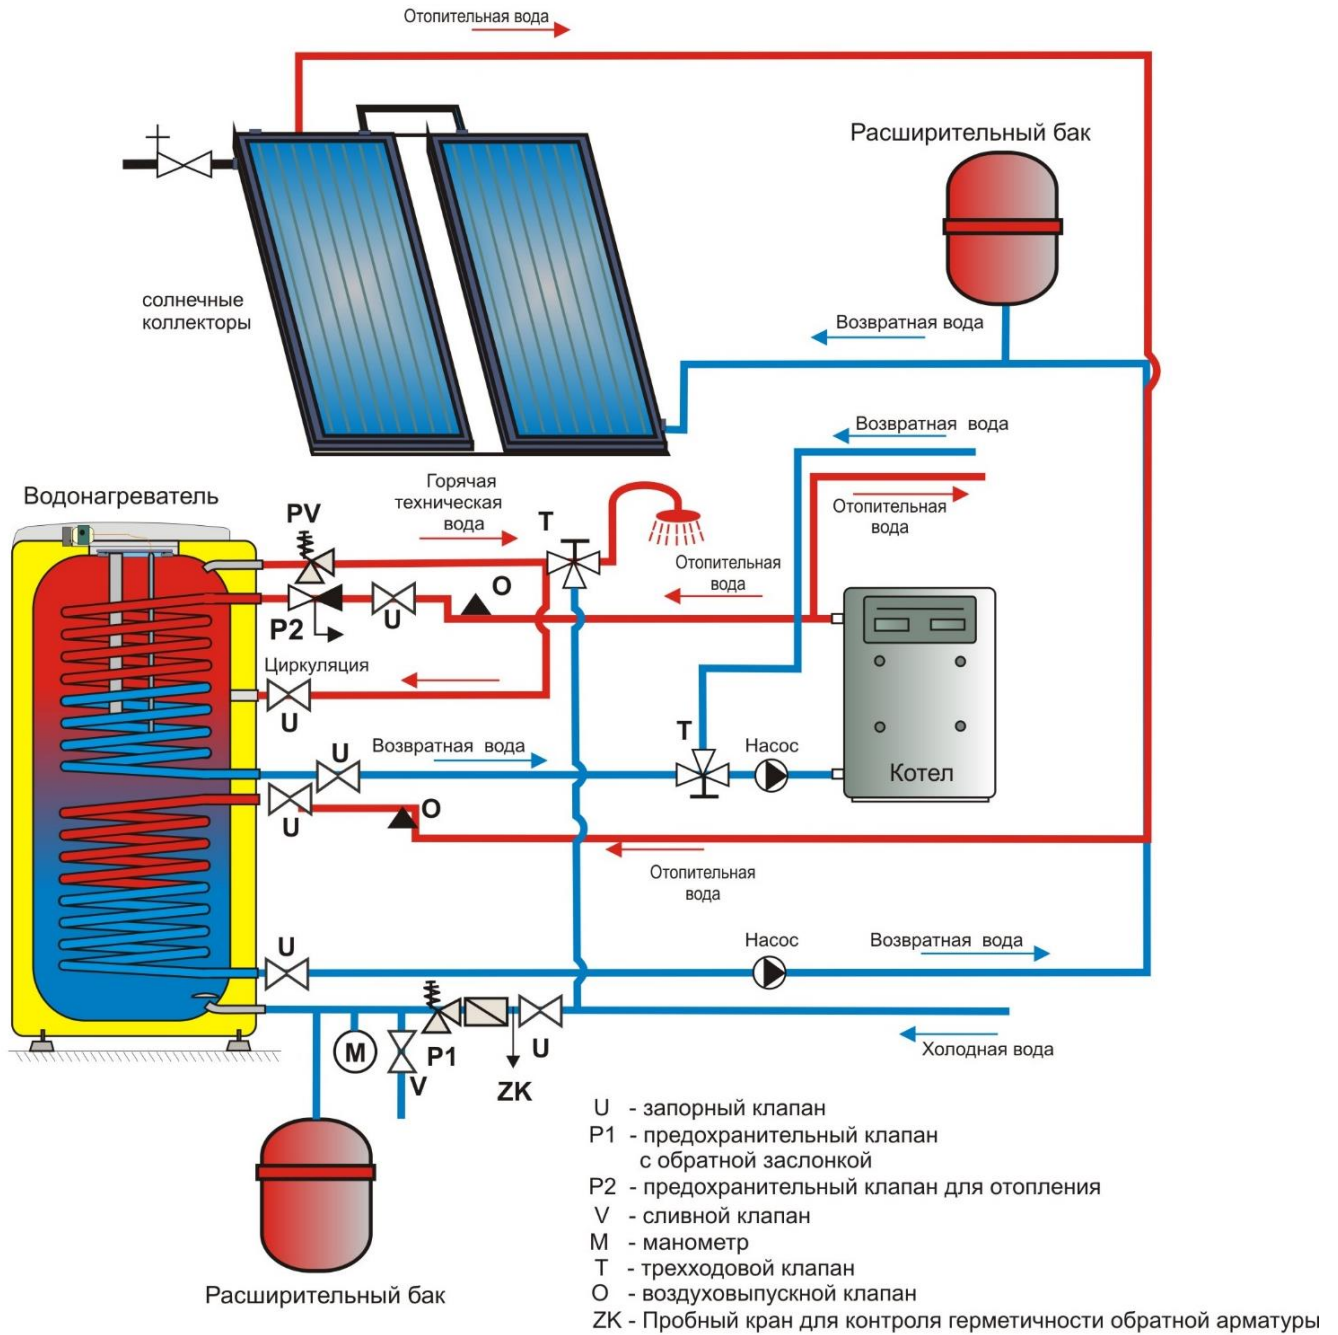 Отопительная вода
Расширительный бак
солнечные
коллекторы
Возвратная вода
Возвратная вода
Водонагреватель
Горячая
техническая
вода
PV
T
Отопительная
вода
Отопительная
вода
O
P2
U
Циркуляция
U
T
Возвратная вода
U
Насос
Котел
U
O
Отопительная
вода
U
Насос
Возвратная вода
M
V
P1
ZK
U
Холодная вода
Расширительный бак
U - запорный клапан
P1 - предохранительный клапан
с обратной заслонкой
P2 - предохранительный клапан для отопления
V - сливной клапан
M - манометр
T - трехходовой клапан
O - воздуховыпускной клапан
ZK - Пробный кран для контроля герметичности обратной арматуры